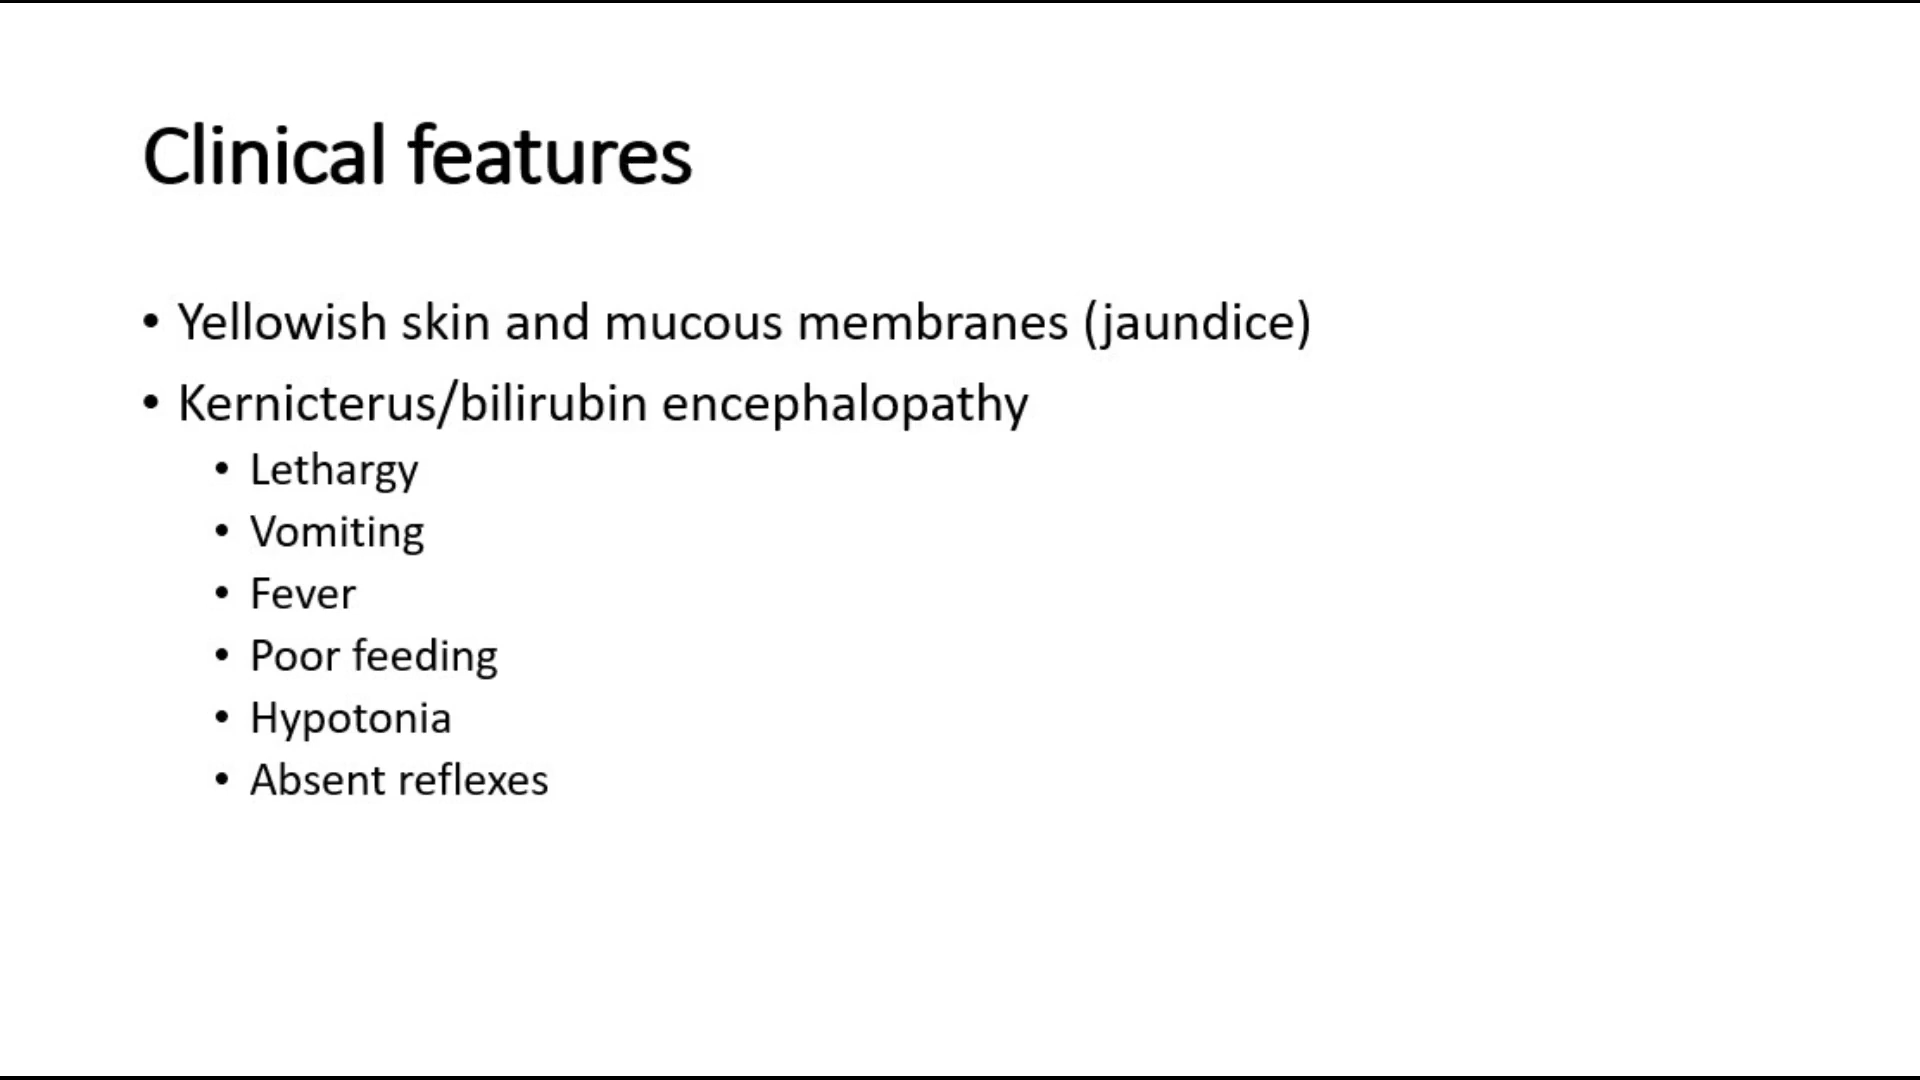 Clinical features
• Yellowish skin and mucous membranes (jaundice)
• Kernicterus/bilirubin encephalopathy
• Lethargy
• Vomiting
• Fever
• Poor feeding
• Hypotonia
• Absent reflexes